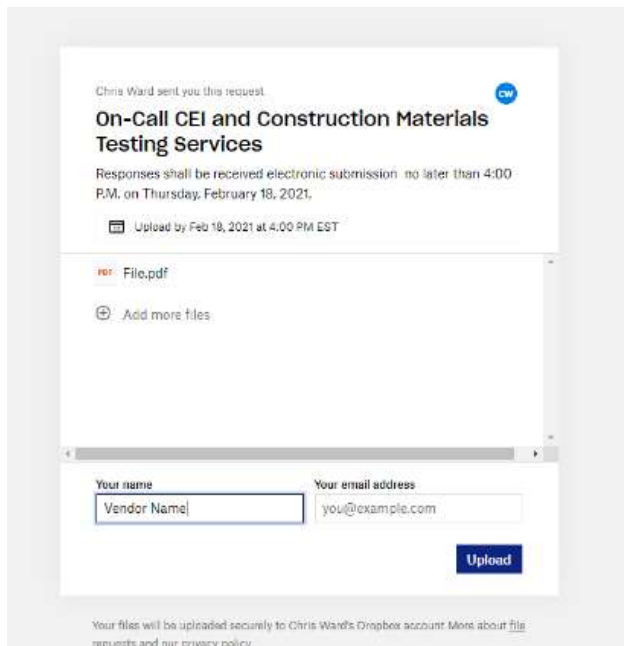 Chris Ward sent you this request
CW
On-Call CEI and Construction Materials
Testing Services
Responses shall be received electronic submission no later than 4:00
P.M. on Thursday, February 18, 2021.
Upload by Feb 18, 2021 at 4:00 PM EST
PDF File.pdf
Add more files
Your name Your email address
Vendor Name you@example.com
Upload
Your files will be uploaded securely to Chris Ward's Dropbox account More about file
requests and our privacy policy